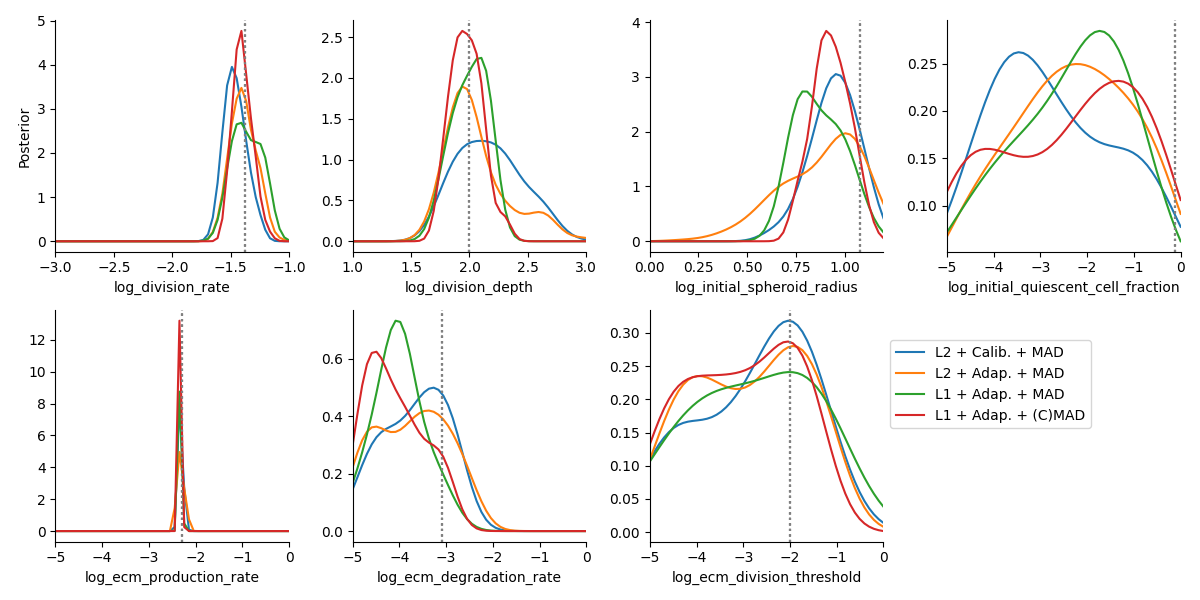 Posterior
5
4
3
2
1
0
−3.0 −2.5 −2.0 −1.5 −1.0
log_division_rate
2.5
2.0
1.5
1.0
0.5
0.0
1.0 1.5 2.0 2.5 3.0
log_division_depth
4
3
2
1
0
0.00 0.25 0.50 0.75 1.00
log_initial_spheroid_radius
0.25
0.20
0.15
0.10
−5 −4 −3 −2 −1 0
log_initial_quiescent_cell_fraction
12
10
8
6
4
2
0
−5 −4 −3 −2 −1 0
log_ecm_production_rate
0.6
0.4
0.2
0.0
−5 −4 −3 −2 −1 0
log_ecm_degradation_rate
0.30
0.25
0.20
0.15
0.10
0.05
0.00
−5 −4 −3 −2 −1 0
log_ecm_division_threshold
L2 + Calib. + MAD
L2 + Adap. + MAD
L1 + Adap. + MAD
L1 + Adap. + (C)MAD